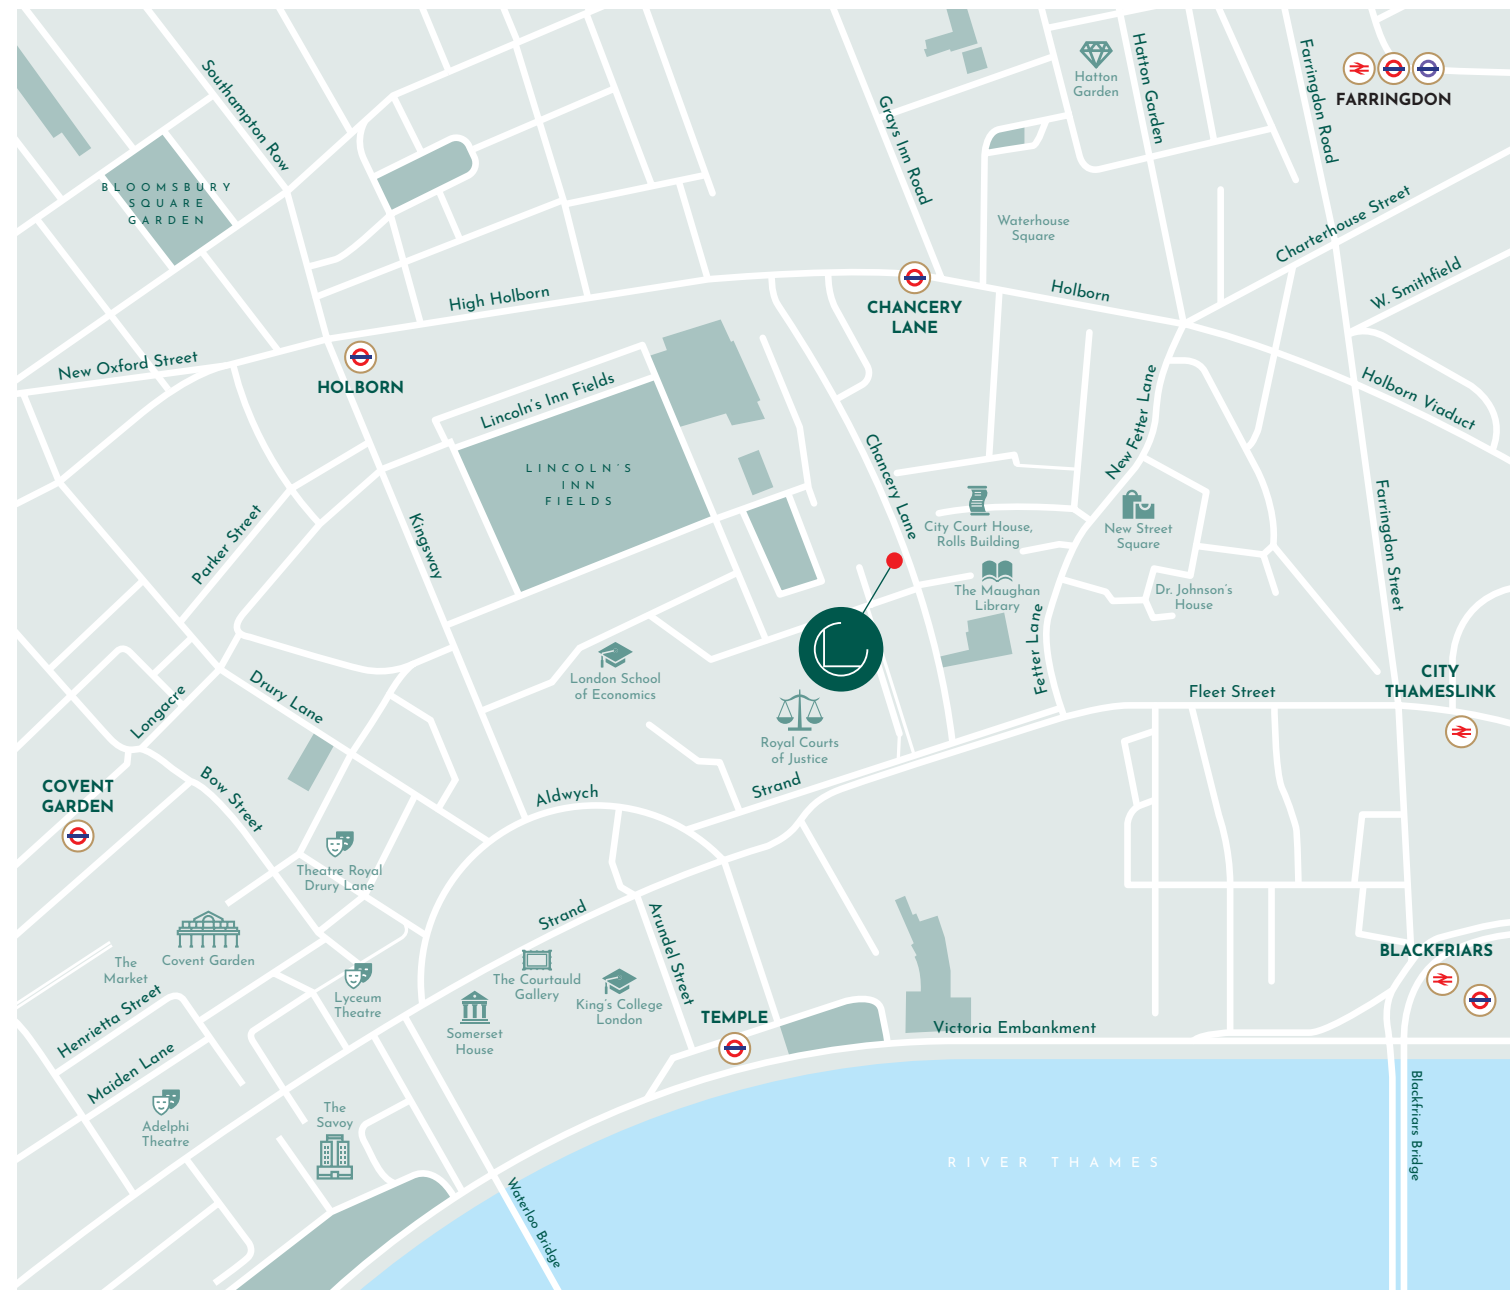 Southampton Row
Hatton
Garden
Hatton Garden
Farringdon Road
FARRINGDON
Grays Inn Road
BLOOMSBURY
SQUARE
GARDEN
Waterhouse
Square
Charterhouse Street
W. Smithfield
High Holborn
Holborn
CHANCERY
LANE
New Oxford Street
HOLBORN
Lincoln's Inn Fields
New Fetter Lane
Holborn Viaduct
LINCOLN'S
INN
FIELDS
Chancery Lane
Kingsway
Parker Street
City Court House,
Rolls Building
New Street
Square
Farringdon Street
The Maughan
Library
Dr. Johnson's
House
Fetter Lane
London School
of Economics
Drury Lane
Longacre
Fleet Street
CITY
THAMESLINK
Royal Courts
of Justice
Strand
Aldwych
Bow Street
COVENT
GARDEN
Theatre Royal
Drury Lane
Strand
Arundel Street
The
Market
Covent Garden
The Courtauld
Gallery
King's College
London
Lyceum
Theatre
Somerset
House
BLACKFRIARS
TEMPLE
Victoria Embankment
Henrietta Street
Maiden Lane
Adelphi
Theatre
The
Savoy
Waterloo Bridge
RIVER THAMES
Blackfriars Bridge